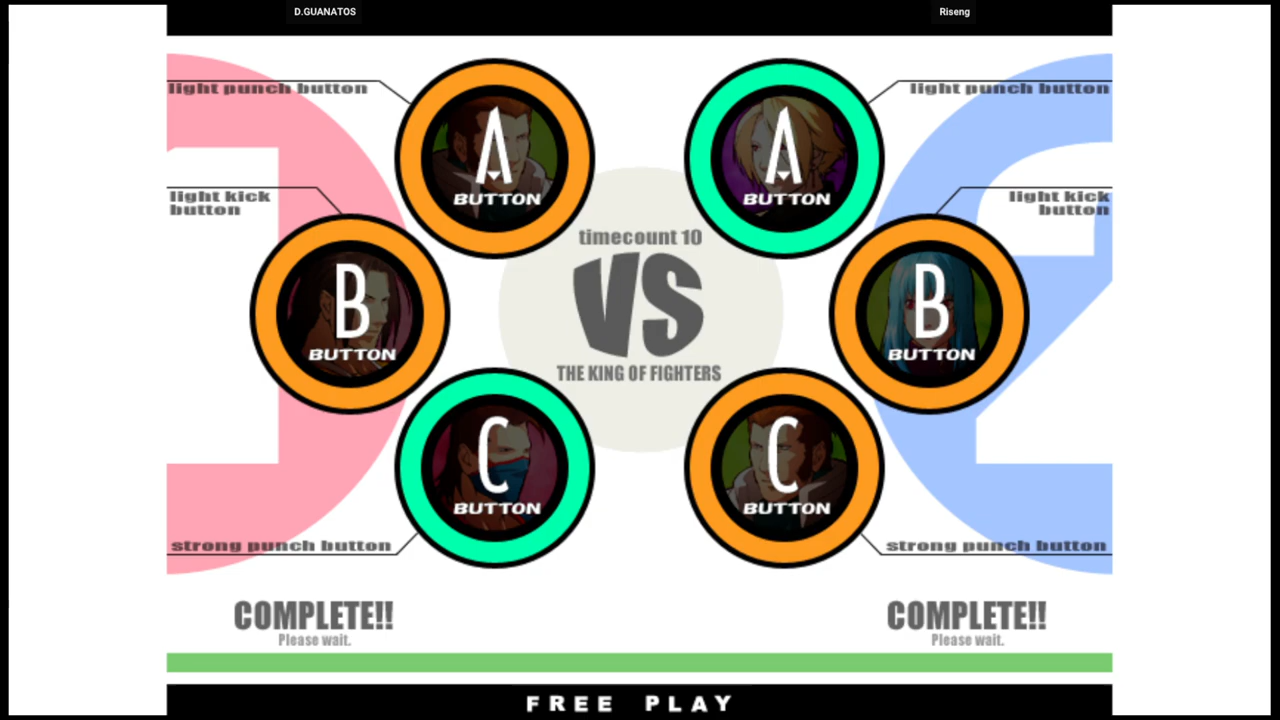 D.GUANATOS
Riseng
light punch button
light punch button
A
BUTTON
A
BUTTON
light kick
button
light kick
button
timecount 10
VS
THE KING OF FIGHTERS
B
BUTTON
B
BUTTON
C
BUTTON
C
BUTTON
strong punch button
strong punch button
COMPLETE!!
Please wait.
COMPLETE!!
Please wait.
FREE PLAY